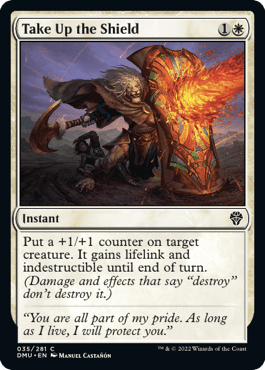 Take Up the Shield 1
Instant
Put a +1/+1 counter on target
creature. It gains lifelink and
indestructible until end of turn.
(Damage and effects that say “destroy”
don’t destroy it.)
“You are all part of my pride. As long
as I live, I will protect you.”
035/281 C
DMU • EN MANUEL CASTAÑÓN
™ & © 2022 Wizards of the Coast